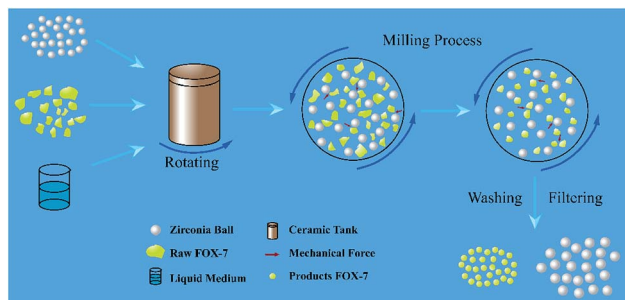 Milling Process
Rotating
Washing Filtering
Zirconia Ball
Ceramic Tank
Raw FOX-7
Mechanical Force
Liquid Medium
Products FOX-7